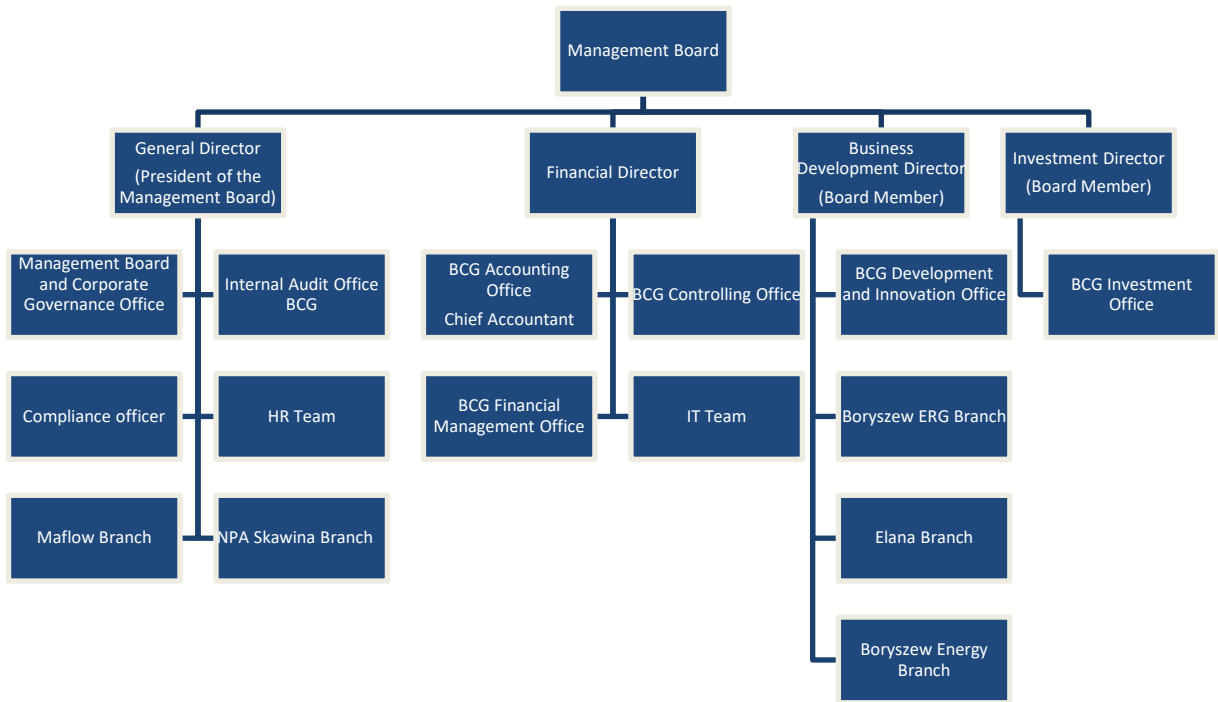 Management Board
General Director
(President of the
Management Board)
Financial Director
Business
Development Director
(Board Member)
Investment Director
(Board Member)
Management Board
and Corporate
Governance Office
Internal Audit Office
BCG
BCG Accounting
Office
Chief Accountant
BCG Controlling Office
BCG Development
and Innovation Office
BCG Investment
Office
Compliance officer
HR Team
BCG Financial
Management Office
IT Team
Boryszew ERG Branch
Maflow Branch
NPA Skawina Branch
Elana Branch
Boryszew Energy
Branch